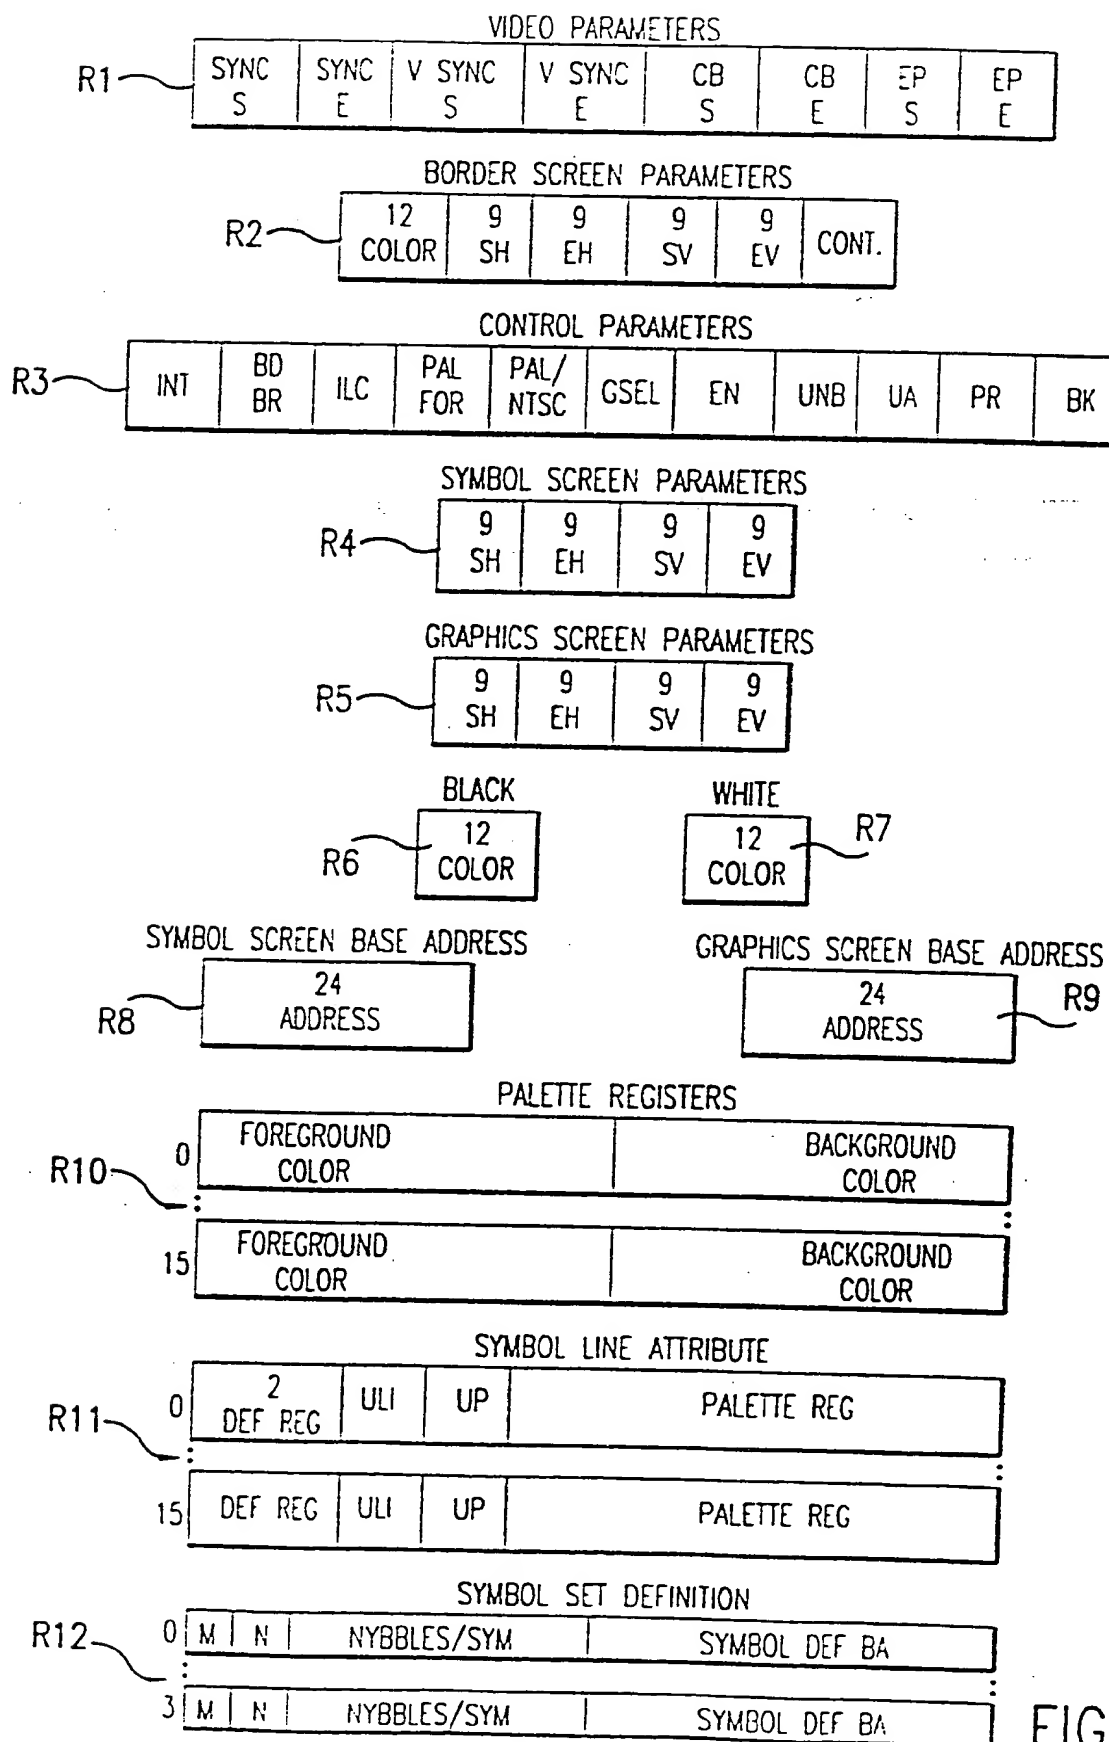 VIDEO PARAMETERS
R1 SYNC S SYNC E V SYNC S V SYNC E CB S CB E EP S EP E
BORDER SCREEN PARAMETERS
R2 12 COLOR 9 SH 9 EH 9 SV 9 EV CONT.
CONTROL PARAMETERS
R3 INT BD BR ILC PAL FOR PAL/ NTSC GSEL EN UNB UA PR BK
SYMBOL SCREEN PARAMETERS
R4 9 SH 9 EH 9 SV 9 EV
GRAPHICS SCREEN PARAMETERS
R5 9 SH 9 EH 9 SV 9 EV
BLACK WHITE
R6 12 COLOR 12 COLOR R7
SYMBOL SCREEN BASE ADDRESS GRAPHICS SCREEN BASE ADDRESS
R8 24 ADDRESS 24 ADDRESS R9
PALETTE REGISTERS
R10 0 FOREGROUND COLOR BACKGROUND COLOR
15 FOREGROUND COLOR BACKGROUND COLOR
SYMBOL LINE ATTRIBUTE
R11 0 2 DEF REG ULI UP PALETTE REG
15 DEF REG ULI UP PALETTE REG
SYMBOL SET DEFINITION
R12 0 M N NYBBLES/SYM SYMBOL DEF BA
3 M N NYBBLES/SYM SYMBOL DEF BA
FIG